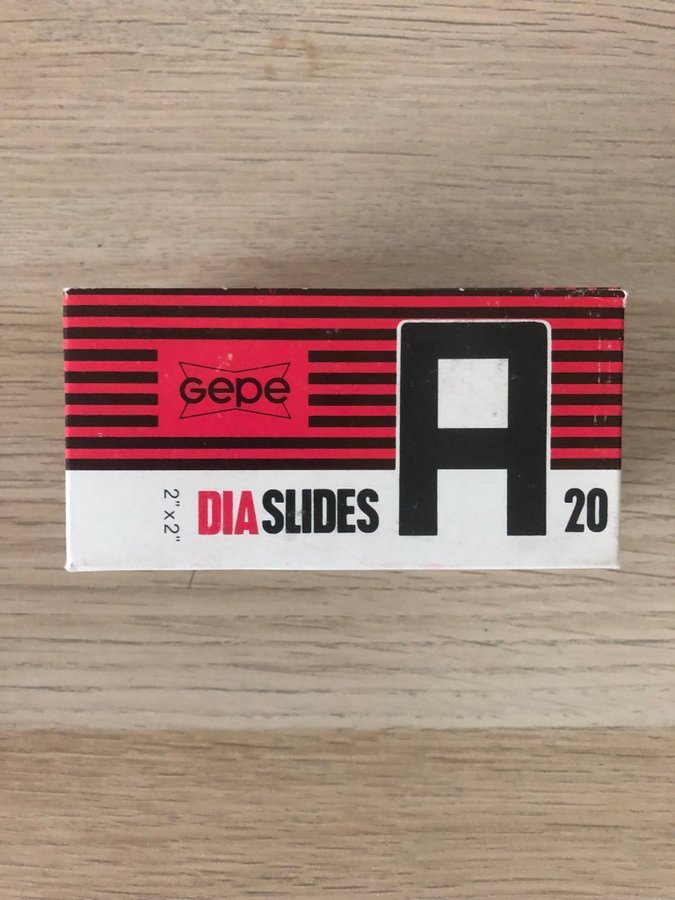 Gepe
2" x 2"
DIASLIDES
A
20